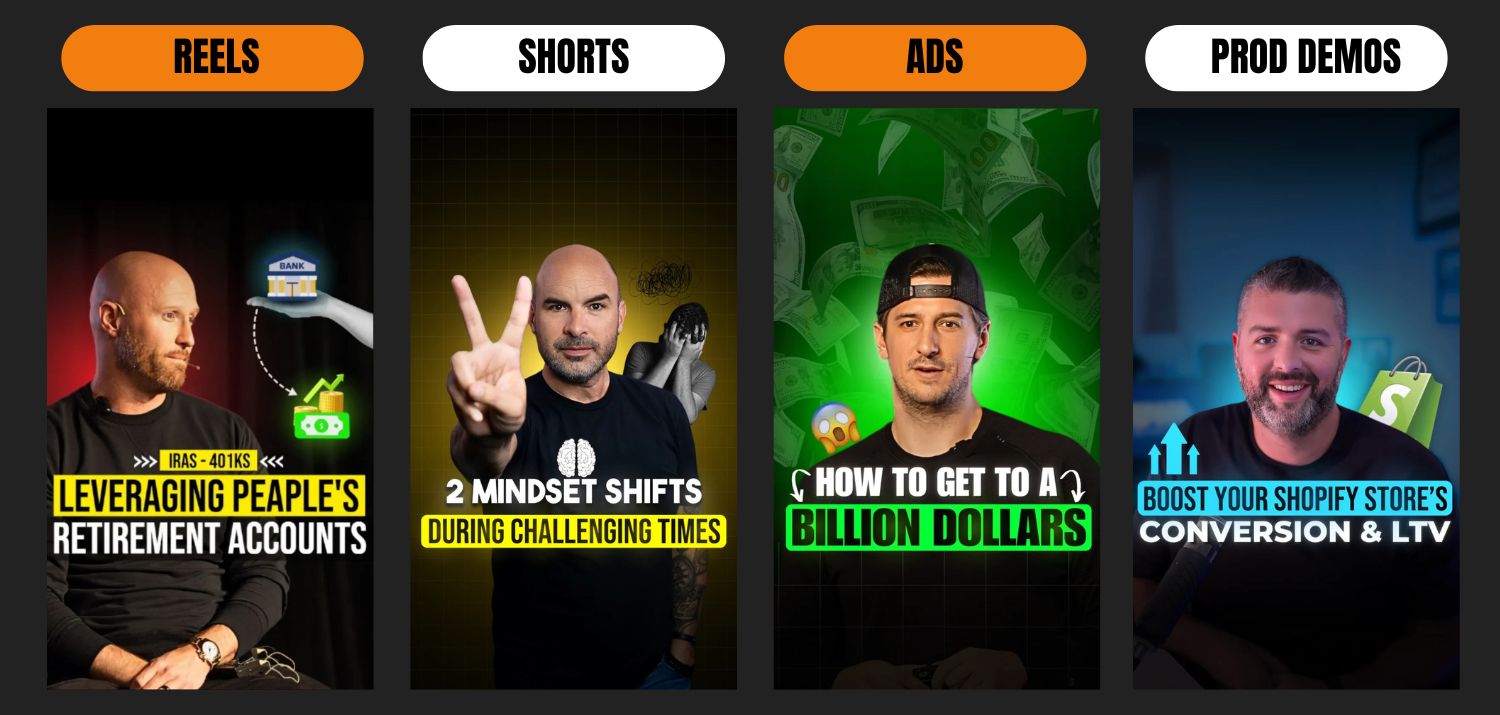 REELS
SHORTS
ADS
PROD DEMOS
BANK
$
>>> IRAS - 401KS <<<
LEVERAGING PEAPLE'S
RETIREMENT ACCOUNTS
2 MINDSET SHIFTS
DURING CHALLENGING TIMES
HOW TO GET TO A
BILLION DOLLARS
S
BOOST YOUR SHOPIFY STORE'S
CONVERSION & LTV